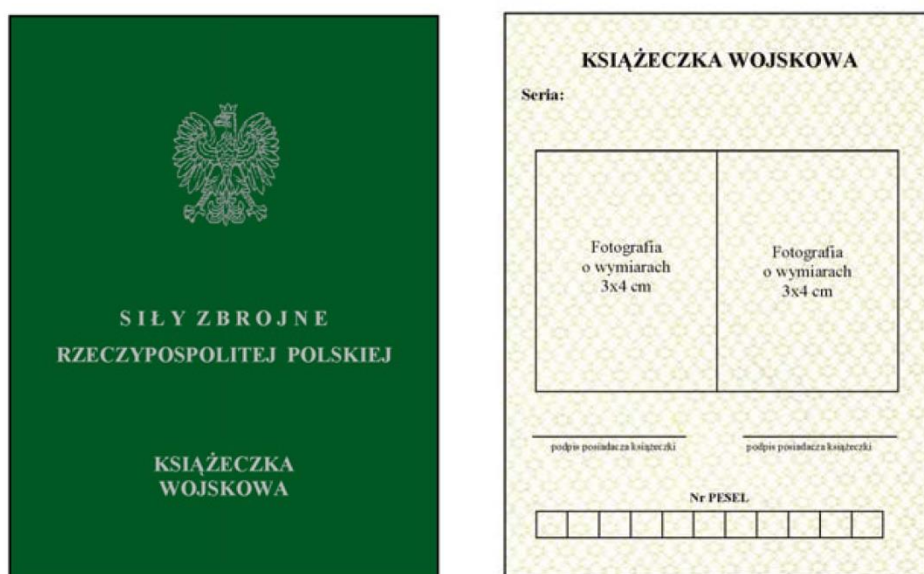 SIŁY ZBROJNE
RZECZYPOSPOLITEJ POLSKIEJ
KSIĄŻECZKA
WOJSKOWA
KSIĄŻECZKA WOJSKOWA
Seria:
Fotografia
o wymiarach
3x4 cm
Fotografia
o wymiarach
3x4 cm
podpis posiadacza książeczki
podpis posiadacza książeczki
Nr PESEL